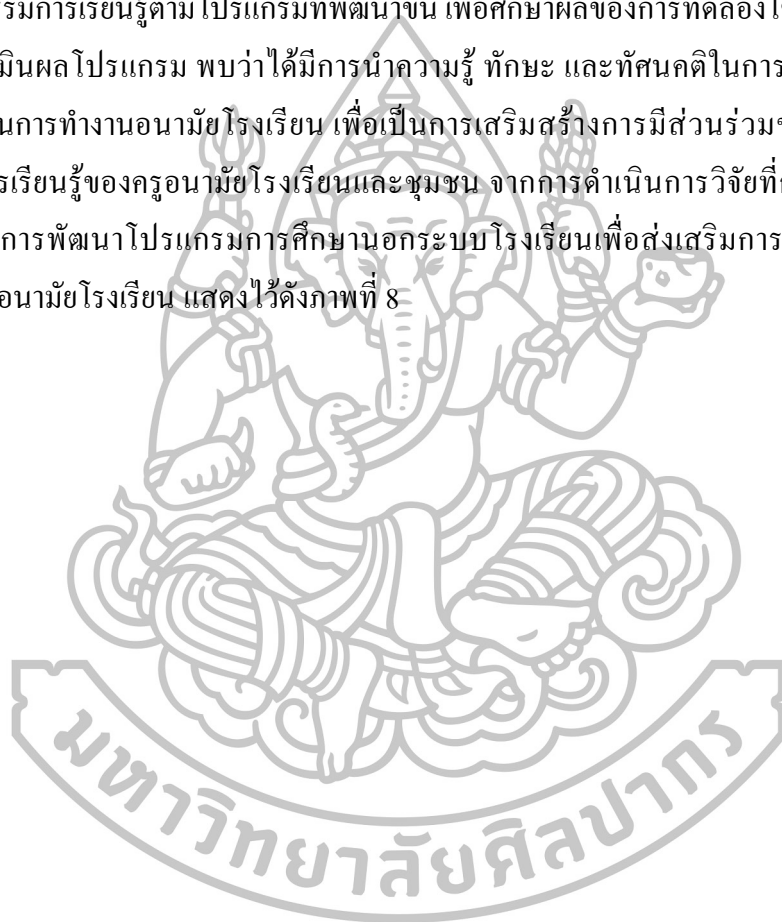 รมการเรียนรู้ตามโปรแกรมที่พัฒนาขึ้น เพื่อศึกษาผลของการทดลองใ
มินผลโปรแกรม พบว่าได้มีการนำความรู้ ทักษะ และทัศนคติในการ
นการทำงานอนามัยโรงเรียน เพื่อเป็นการเสริมสร้างการมีส่วนร่วมข
รเรียนรู้ของครูอนามัยโรงเรียนและชุมชน จากการดำเนินการวิจัยที่
การพัฒนาโปรแกรมการศึกษานอกระบบโรงเรียนเพื่อส่งเสริมการ
อนามัยโรงเรียน แสดงไว้ดังภาพที่ 8
มหาวิทยาลัยศิลปากร